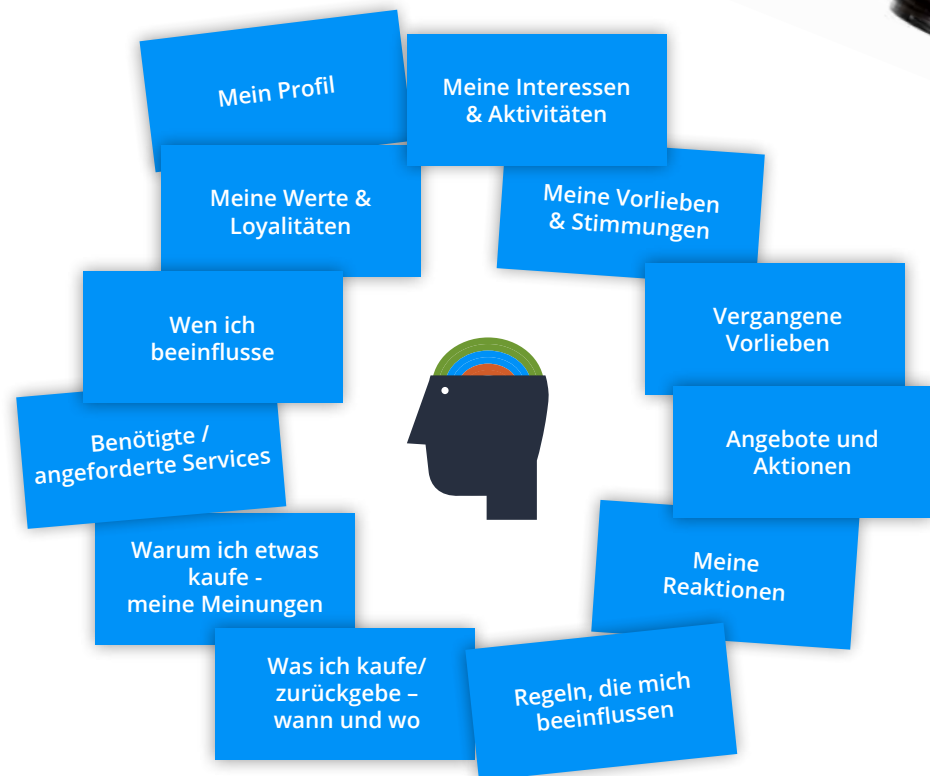 Mein Profil
Meine Interessen
& Aktivitäten
Meine Werte &
Loyalitäten
Meine Vorlieben
& Stimmungen
Wen ich
beeinflusse
Vergangene
Vorlieben
Benötigte /
angeforderte Services
Angebote und
Aktionen
Warum ich etwas
kaufe -
meine Meinungen
Meine
Reaktionen
Was ich kaufe/
zurückgebe –
wann und wo
Regeln, die mich
beeinflussen